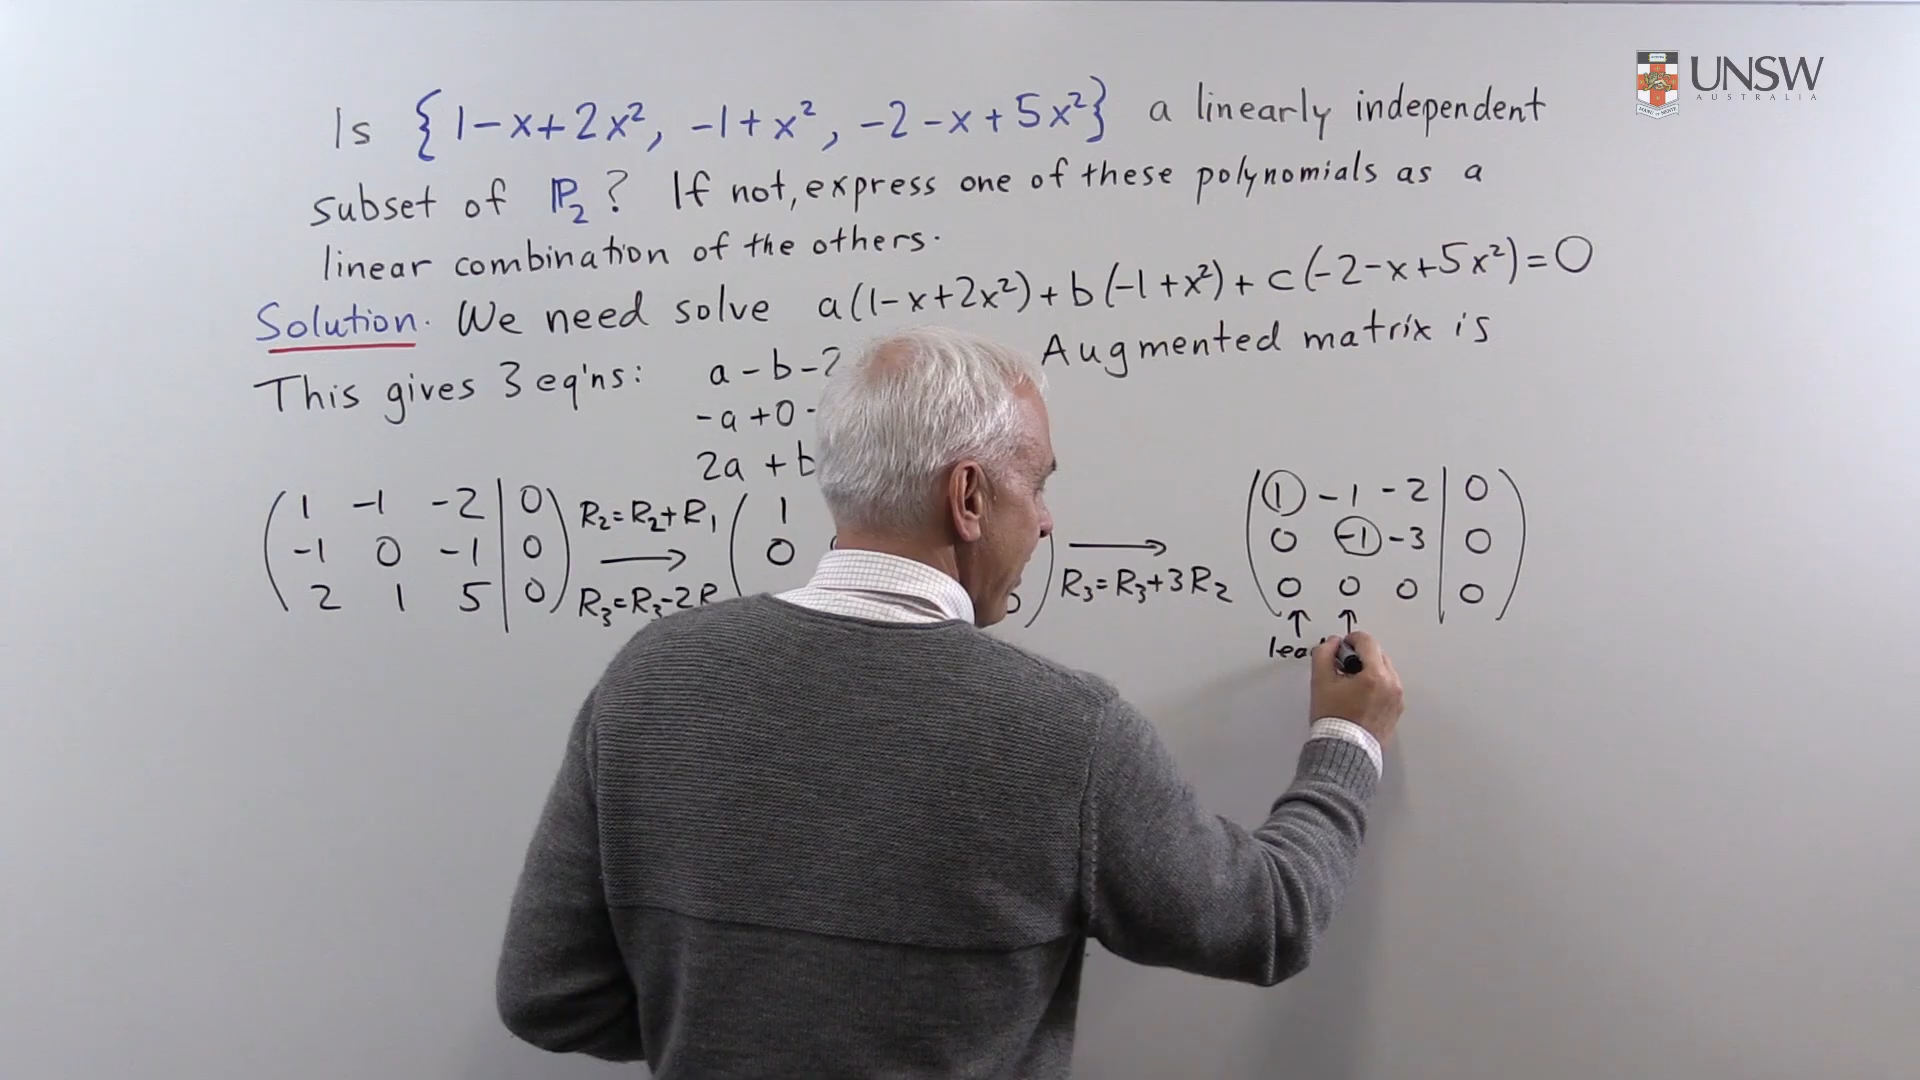 UNSW
AUSTRALIA
Is {1-x+2x², -1+x², -2-x+5x²} a linearly independent
subset of ℙ₂? If not, express one of these polynomials as a
linear combination of the others.
Solution. We need solve a(1-x+2x²)+b(-1+x²)+c(-2-x+5x²)=0
This gives 3 eq'ns: a-b-2 Augmented matrix is
-a+0-
2a+b
1 -1 -2 | 0 R₂=R₂+R₁ 1 1 -1 -2 | 0
-1 0 -1 | 0 → 0 → 0 -1 -3 | 0
2 1 5 | 0 R₃=R₃-2R R₃=R₃+3R₂ 0 0 0 | 0
↑ ↑
lea